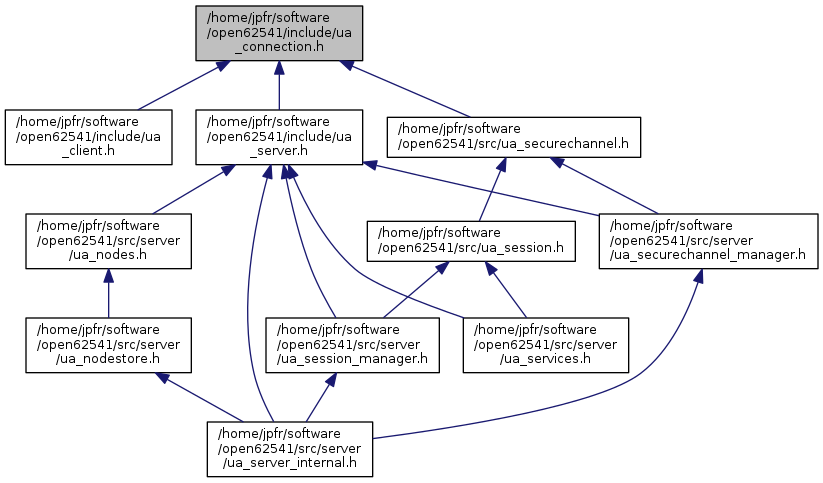 /home/jpfr/software
/open62541/include/ua
_connection.h
/home/jpfr/software
/open62541/include/ua
_client.h
/home/jpfr/software
/open62541/include/ua
_server.h
/home/jpfr/software
/open62541/src/ua_securechannel.h
/home/jpfr/software
/open62541/src/server
/ua_nodes.h
/home/jpfr/software
/open62541/src/ua_session.h
/home/jpfr/software
/open62541/src/server
/ua_securechannel_manager.h
/home/jpfr/software
/open62541/src/server
/ua_nodestore.h
/home/jpfr/software
/open62541/src/server
/ua_session_manager.h
/home/jpfr/software
/open62541/src/server
/ua_services.h
/home/jpfr/software
/open62541/src/server
/ua_server_internal.h